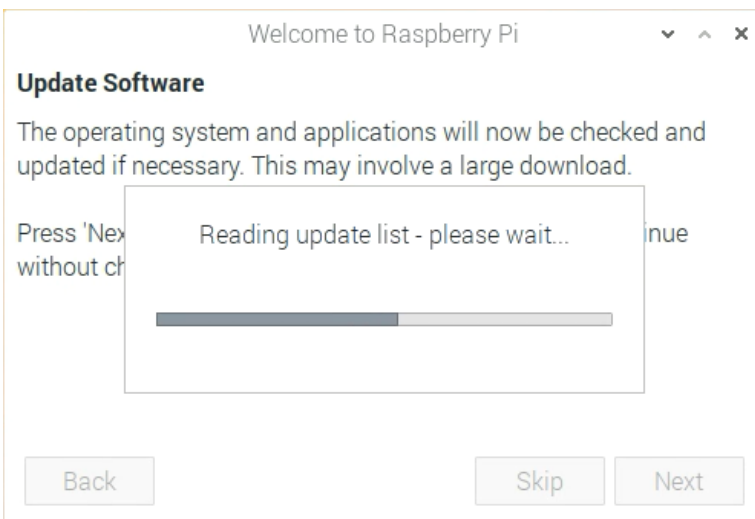 Welcome to Raspberry Pi
Update Software
The operating system and applications will now be checked and
updated if necessary. This may involve a large download.
Press 'Nex
inue
without ch
Reading update list - please wait...
Back
Skip
Next